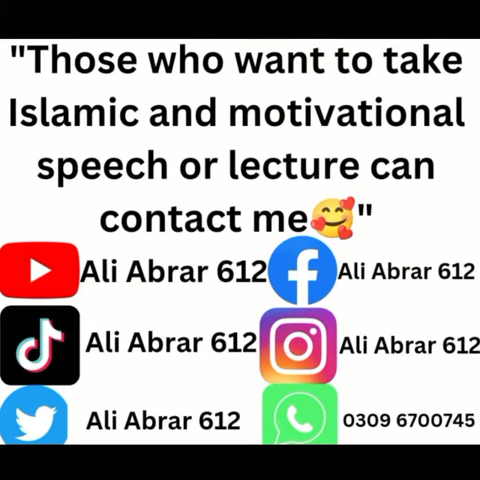 "Those who want to take
Islamic and motivational
speech or lecture can
contact me🥰"
Ali Abrar 612
Ali Abrar 612
Ali Abrar 612
Ali Abrar 612
Ali Abrar 612
0309 6700745